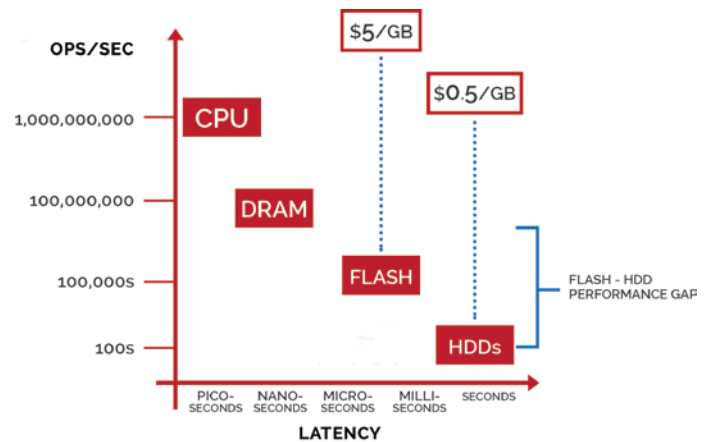 $5/GB
OPS/SEC
$0.5/GB
CPU
1,000,000,000
100,000,000
DRAM
FLASH
100,000s
FLASH - HDD
PERFORMANCE GAP
100s
HDDs
PICO-
SECONDS
NANO-
SECONDS
MICRO-
SECONDS
MILLI-
SECONDS
SECONDS
LATENCY